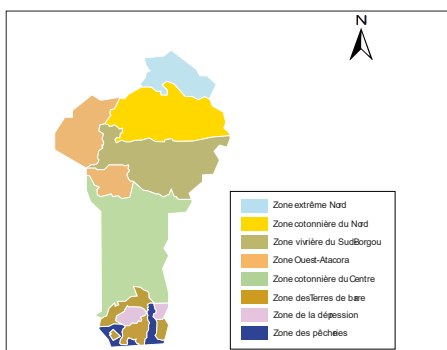 N
Zone extrême Nord
Zone cotonnière du Nord
Zone vivrière du Sud-Borgou
Zone Ouest-Atacora
Zone cotonnière du Centre
Zone des Terres de barre
Zone de la dépression
Zone des pêcheries